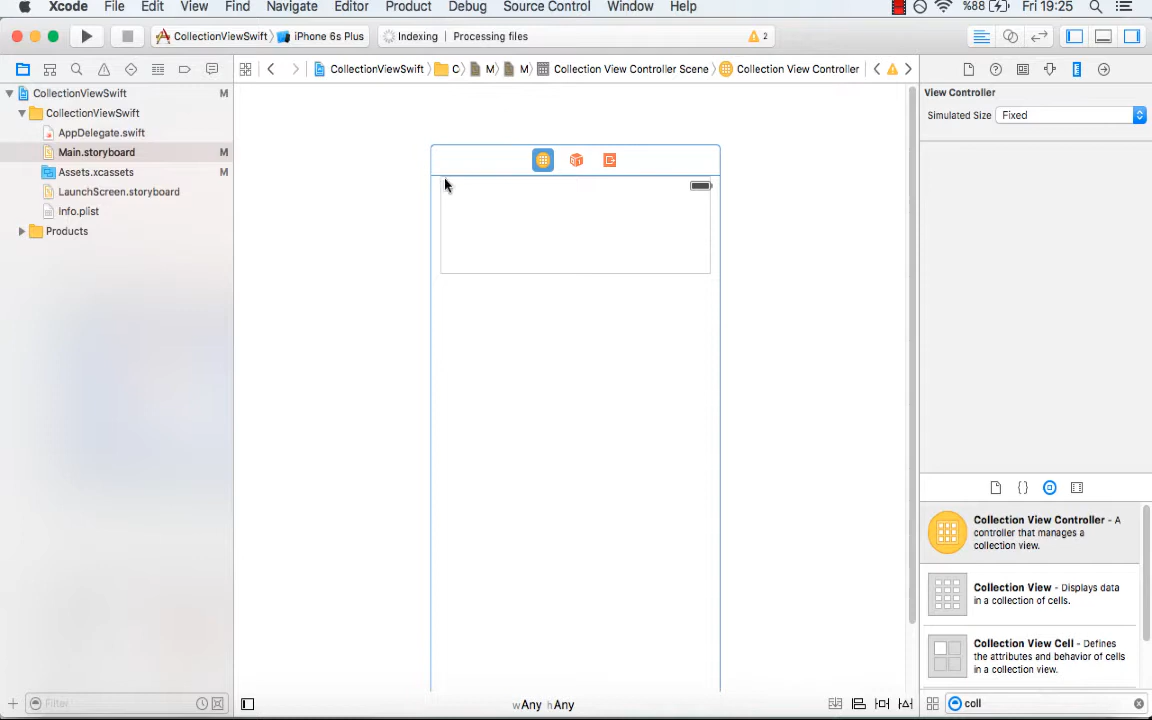 Xcode File Edit View Find Navigate Editor Product Debug Source Control Window Help %88 Fri 19:25
CollectionViewSwift iPhone 6s Plus Indexing Processing files 2
CollectionViewSwift C M M Collection View Controller Scene Collection View Controller
CollectionViewSwift M
CollectionViewSwift
AppDelegate.swift
Main.storyboard M
Assets.xcassets M
LaunchScreen.storyboard
Info.plist
Products
View Controller
Simulated Size Fixed
Collection View Controller - A
controller that manages a
collection view.
Collection View - Displays data
in a collection of cells.
Collection View Cell - Defines
the attributes and behavior of cells
in a collection view.
Filter
wAny hAny
coll